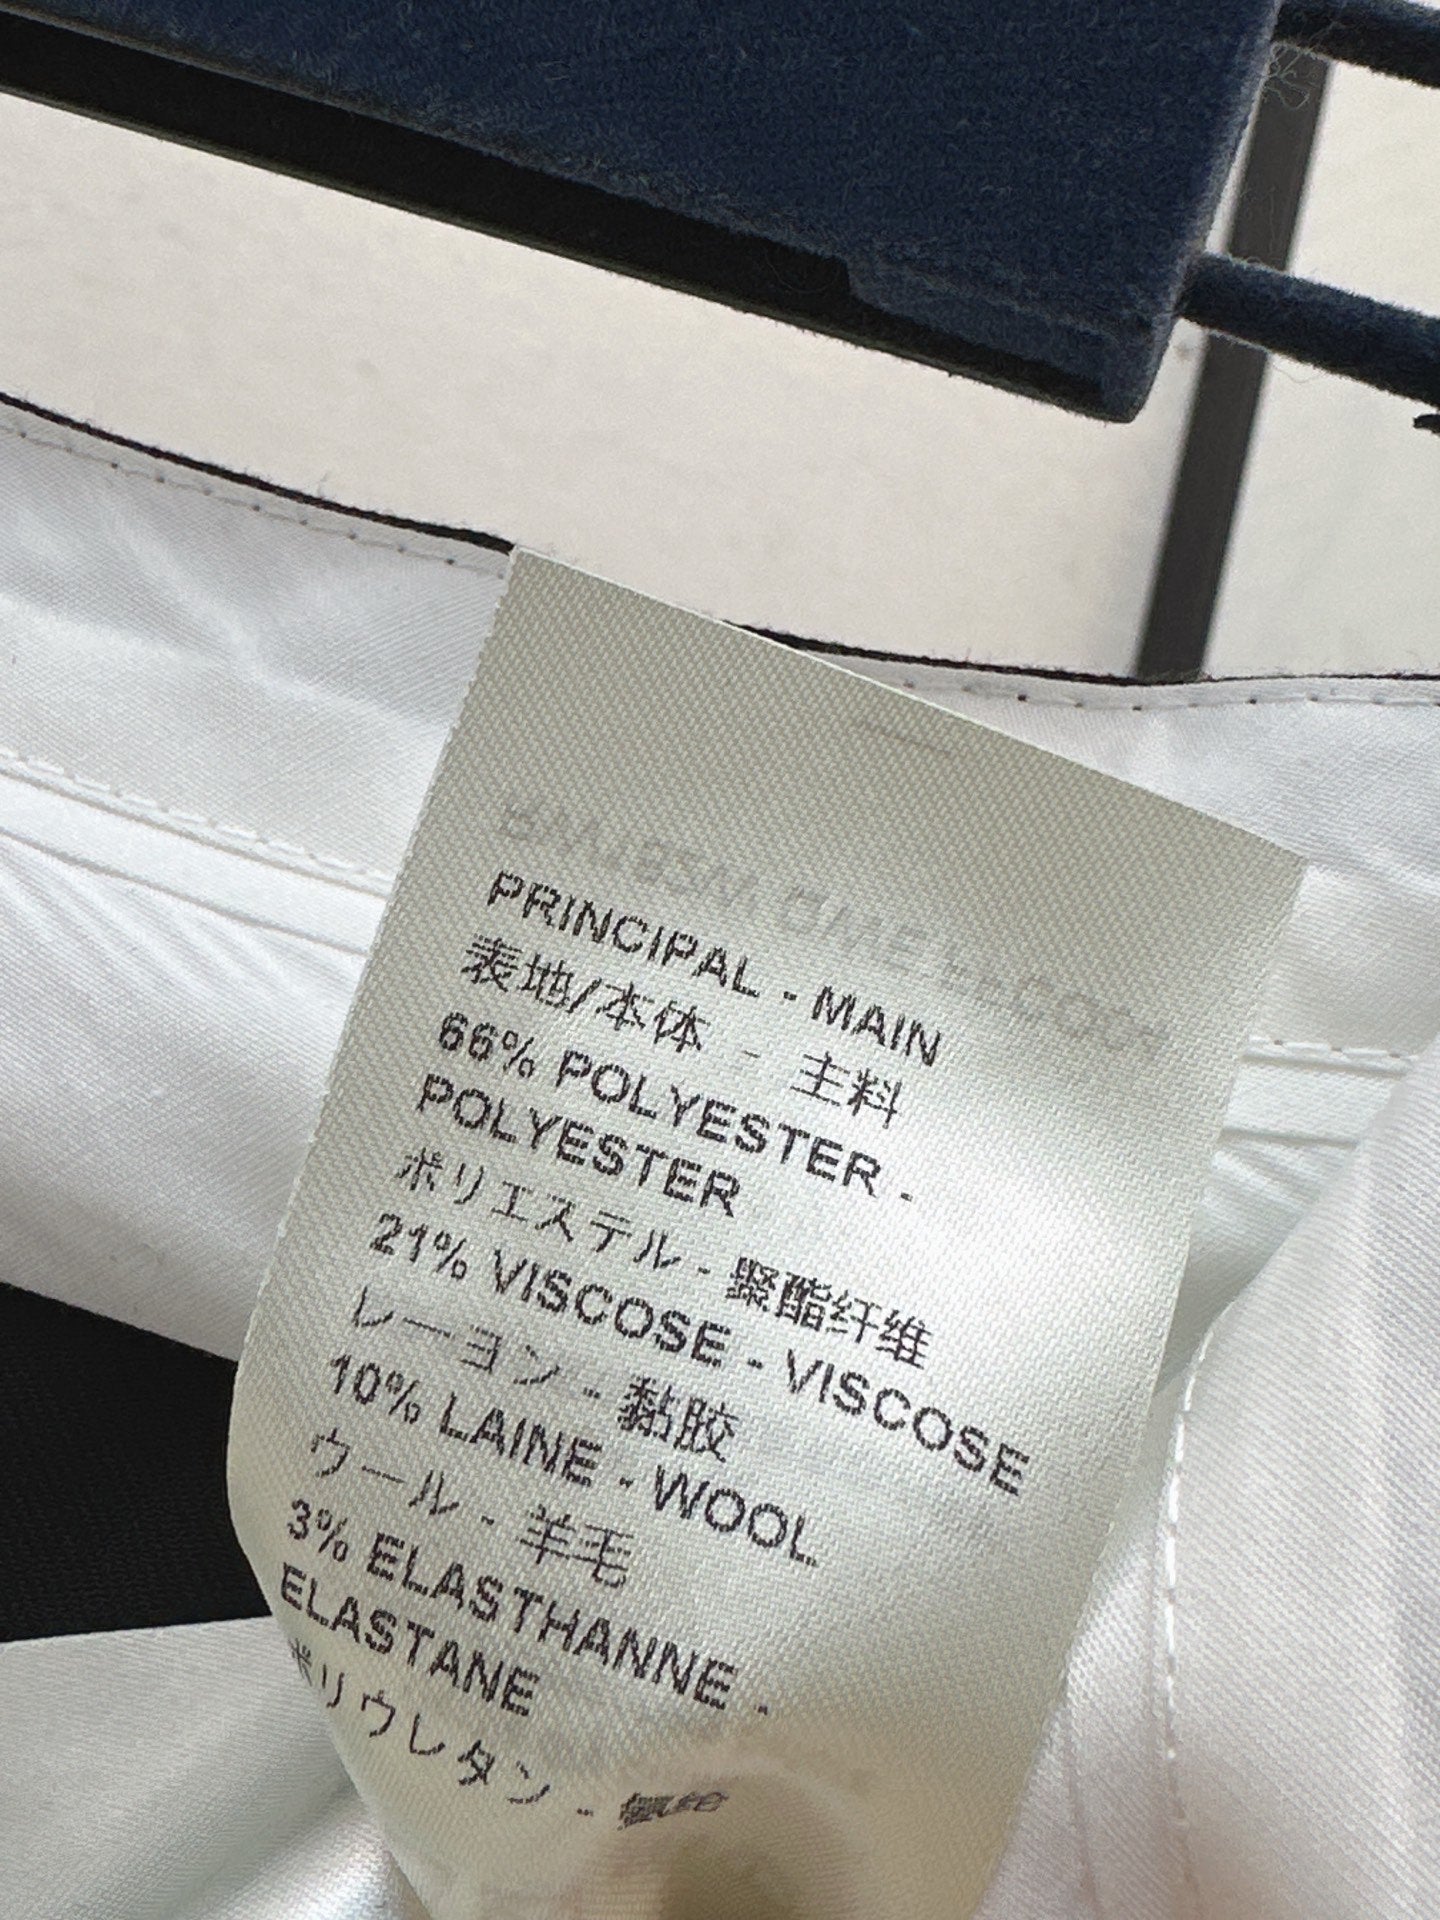 PRINCIPAL - MAIN
表地/本体 - 主料
66% POLYESTER -
POLYESTER
ポリエステル - 聚酯纤维
21% VISCOSE - VISCOSE
レーヨン - 黏胶
10% LAINE - WOOL
ウール - 羊毛
3% ELASTHANNE -
ELASTANE
ポリウレタン -